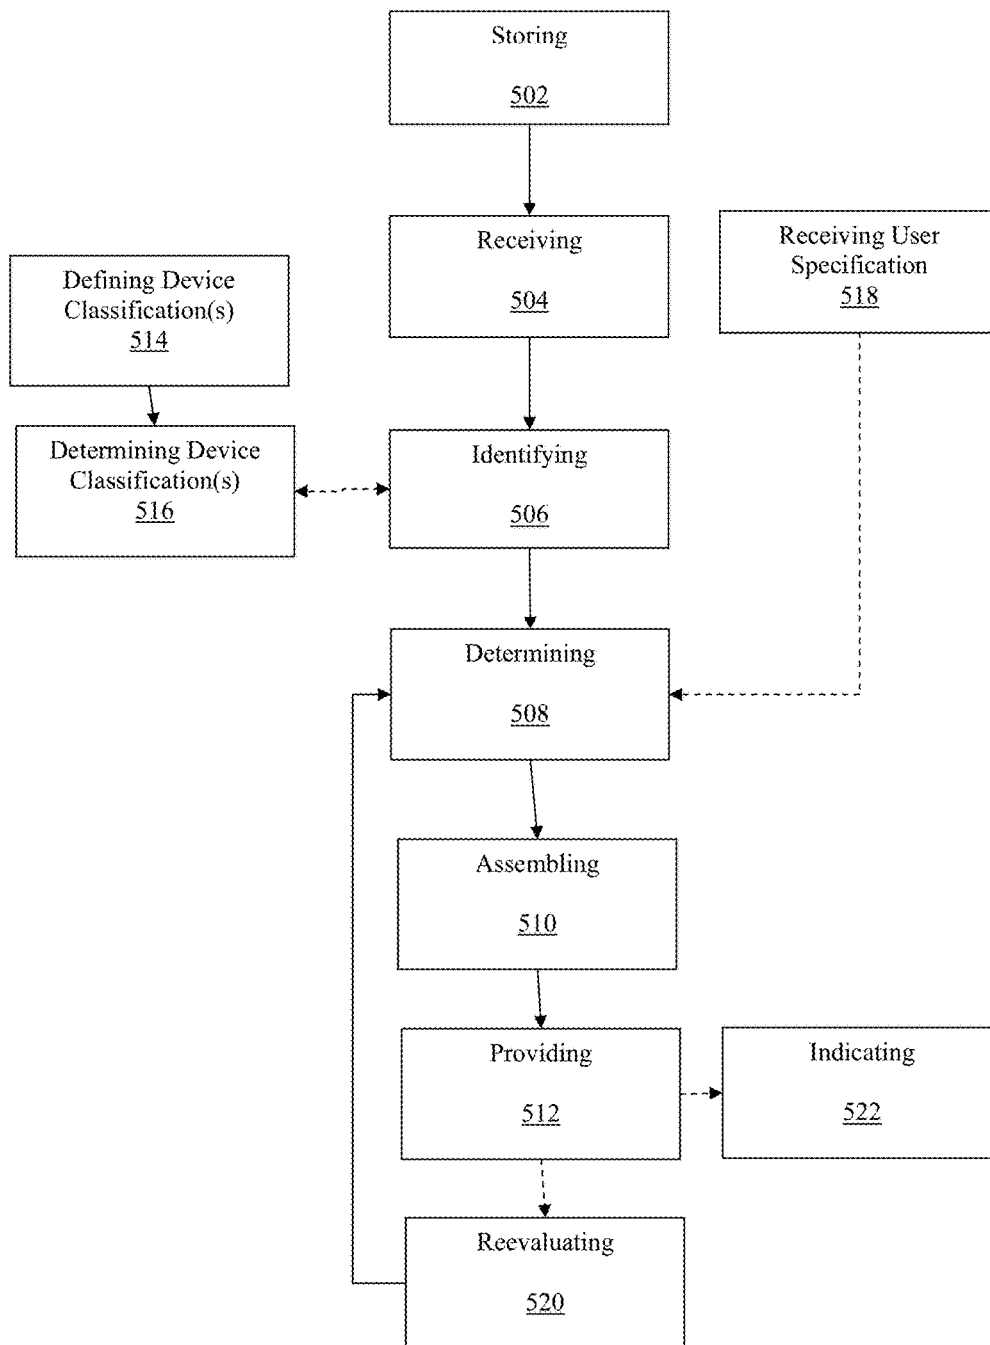 Storing
502
Receiving
504
Receiving User
Specification
518
Defining Device
Classification(s)
514
Determining Device
Classification(s)
516
Identifying
506
Determining
508
Assembling
510
Providing
512
Indicating
522
Reevaluating
520